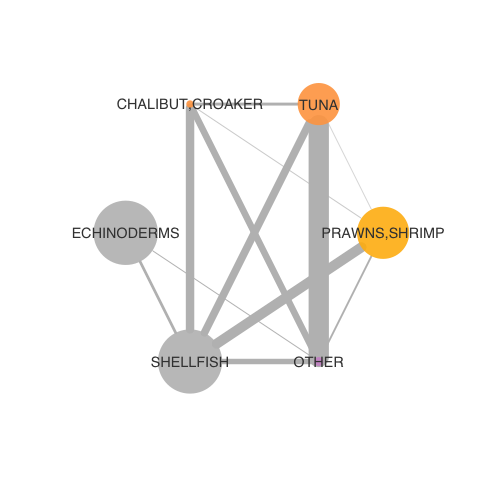 CHALIBUT,CROAKER
TUNA
ECHINODERMS
PRAWNS,SHRIMP
SHELLFISH
OTHER